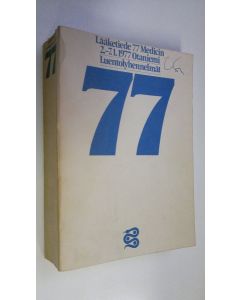 Lääketiede 77 Medicin
2.-7.1.1977 Otaniemi
Luentolyhennelmät
77
77